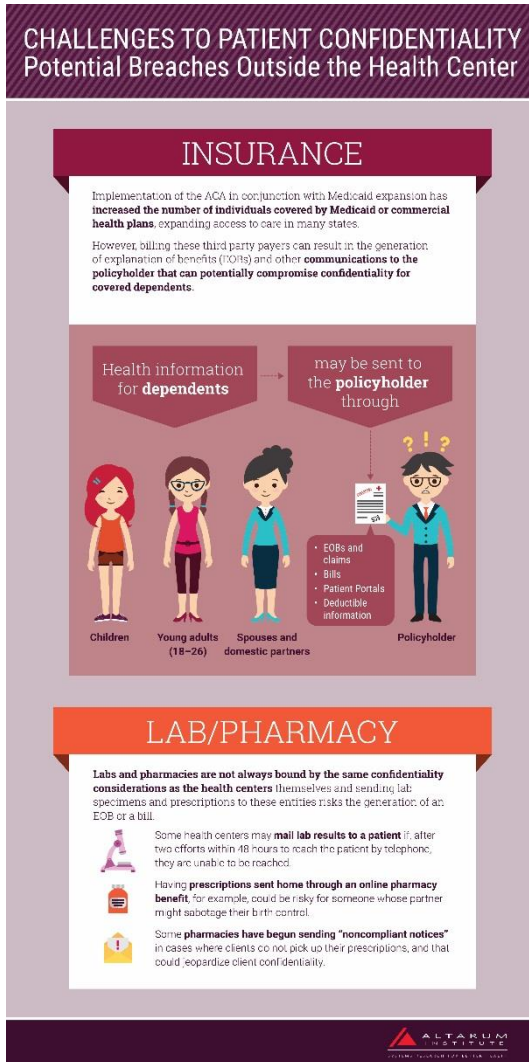 CHALLENGES TO PATIENT CONFIDENTIALITY
Potential Breaches Outside the Health Center
INSURANCE
Implementation of the ACA in conjunction with Medicaid expansion has
increased the number of individuals covered by Medicaid or commercial
health plans, expanding access to care in many states.
However, billing these third party payers can result in the generation
of explanation of benefits (EOBs) and other communications to the
policyholder that can potentially compromise confidentiality for
covered dependents.
Health information
for dependents
may be sent to
the policyholder
through
? ! ?
• EOBs and
claims
• Bills
• Patient Portals
• Deductible
information
Children
Young adults
(18–26)
Spouses and
domestic partners
Policyholder
LAB/PHARMACY
Labs and pharmacies are not always bound by the same confidentiality
considerations as the health centers themselves and sending lab
specimens and prescriptions to these entities risks the generation of an
EOB or a bill.
Some health centers may mail lab results to a patient if, after
two efforts within 48 hours to reach the patient by telephone,
they are unable to be reached.
Having prescriptions sent home through an online pharmacy
benefit, for example, could be risky for someone whose partner
might sabotage their birth control.
Some pharmacies have begun sending “noncompliant notices”
in cases where clients do not pick up their prescriptions, and that
could jeopardize client confidentiality.
ALTARUM
INSTITUTE